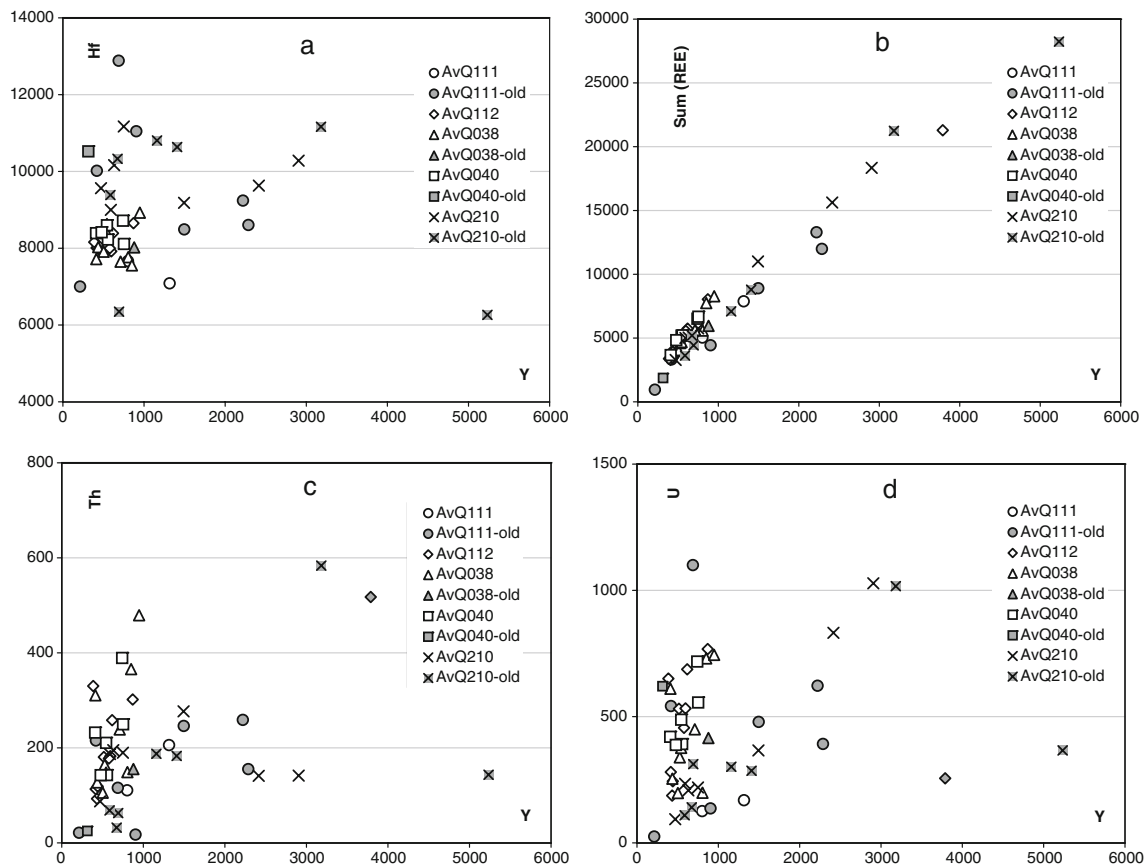 14000
12000
10000
8000
6000
4000
Hf
a
AvQ111
AvQ111-old
AvQ112
AvQ038
AvQ038-old
AvQ040
AvQ040-old
AvQ210
AvQ210-old
Y
0 1000 2000 3000 4000 5000 6000
30000
25000
20000
15000
10000
5000
0
Sum (REE)
b
AvQ111
AvQ111-old
AvQ112
AvQ038
AvQ038-old
AvQ040
AvQ040-old
AvQ210
AvQ210-old
Y
0 1000 2000 3000 4000 5000 6000
800
600
400
200
0
Th
c
AvQ111
AvQ111-old
AvQ112
AvQ038
AvQ038-old
AvQ040
AvQ040-old
AvQ210
AvQ210-old
Y
0 1000 2000 3000 4000 5000 6000
1500
1000
500
0
U
d
AvQ111
AvQ111-old
AvQ112
AvQ038
AvQ038-old
AvQ040
AvQ040-old
AvQ210
AvQ210-old
Y
0 1000 2000 3000 4000 5000 6000